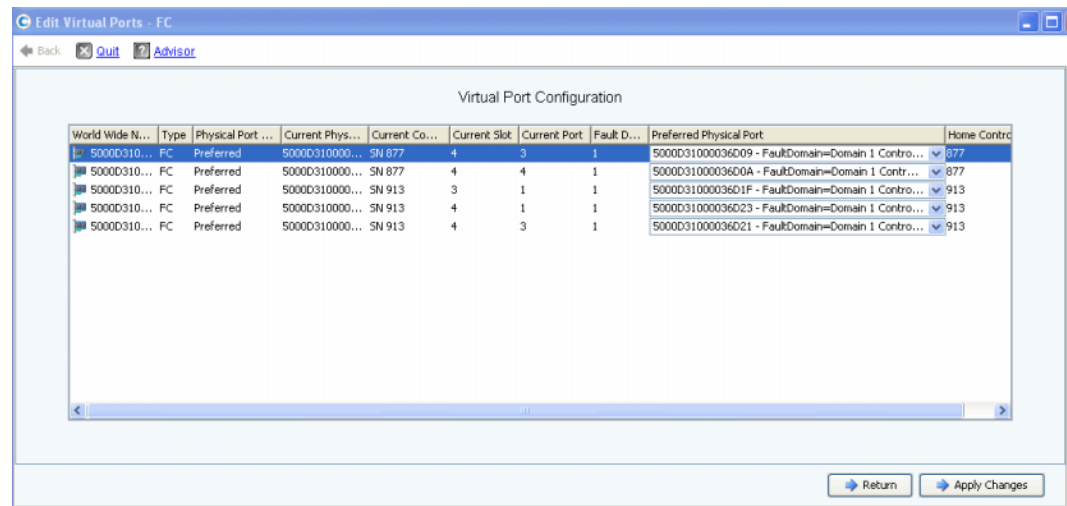 Edit Virtual Ports - FC
Back Quit ? Advisor
Virtual Port Configuration
World Wide N... Type Physical Port ... Current Phys... Current Co... Current Slot Current Port Fault D... Preferred Physical Port Home Contro
5000D310... FC Preferred 5000D310000... SN 877 4 3 1 5000D31000036D09 - FaultDomain=Domain 1 Contro... 877
5000D310... FC Preferred 5000D310000... SN 877 4 4 1 5000D31000036D0A - FaultDomain=Domain 1 Contr... 877
5000D310... FC Preferred 5000D310000... SN 913 3 1 1 5000D31000036D1F - FaultDomain=Domain 1 Contro... 913
5000D310... FC Preferred 5000D310000... SN 913 4 1 1 5000D31000036D23 - FaultDomain=Domain 1 Contro... 913
5000D310... FC Preferred 5000D310000... SN 913 4 3 1 5000D31000036D21 - FaultDomain=Domain 1 Contro... 913
Return Apply Changes